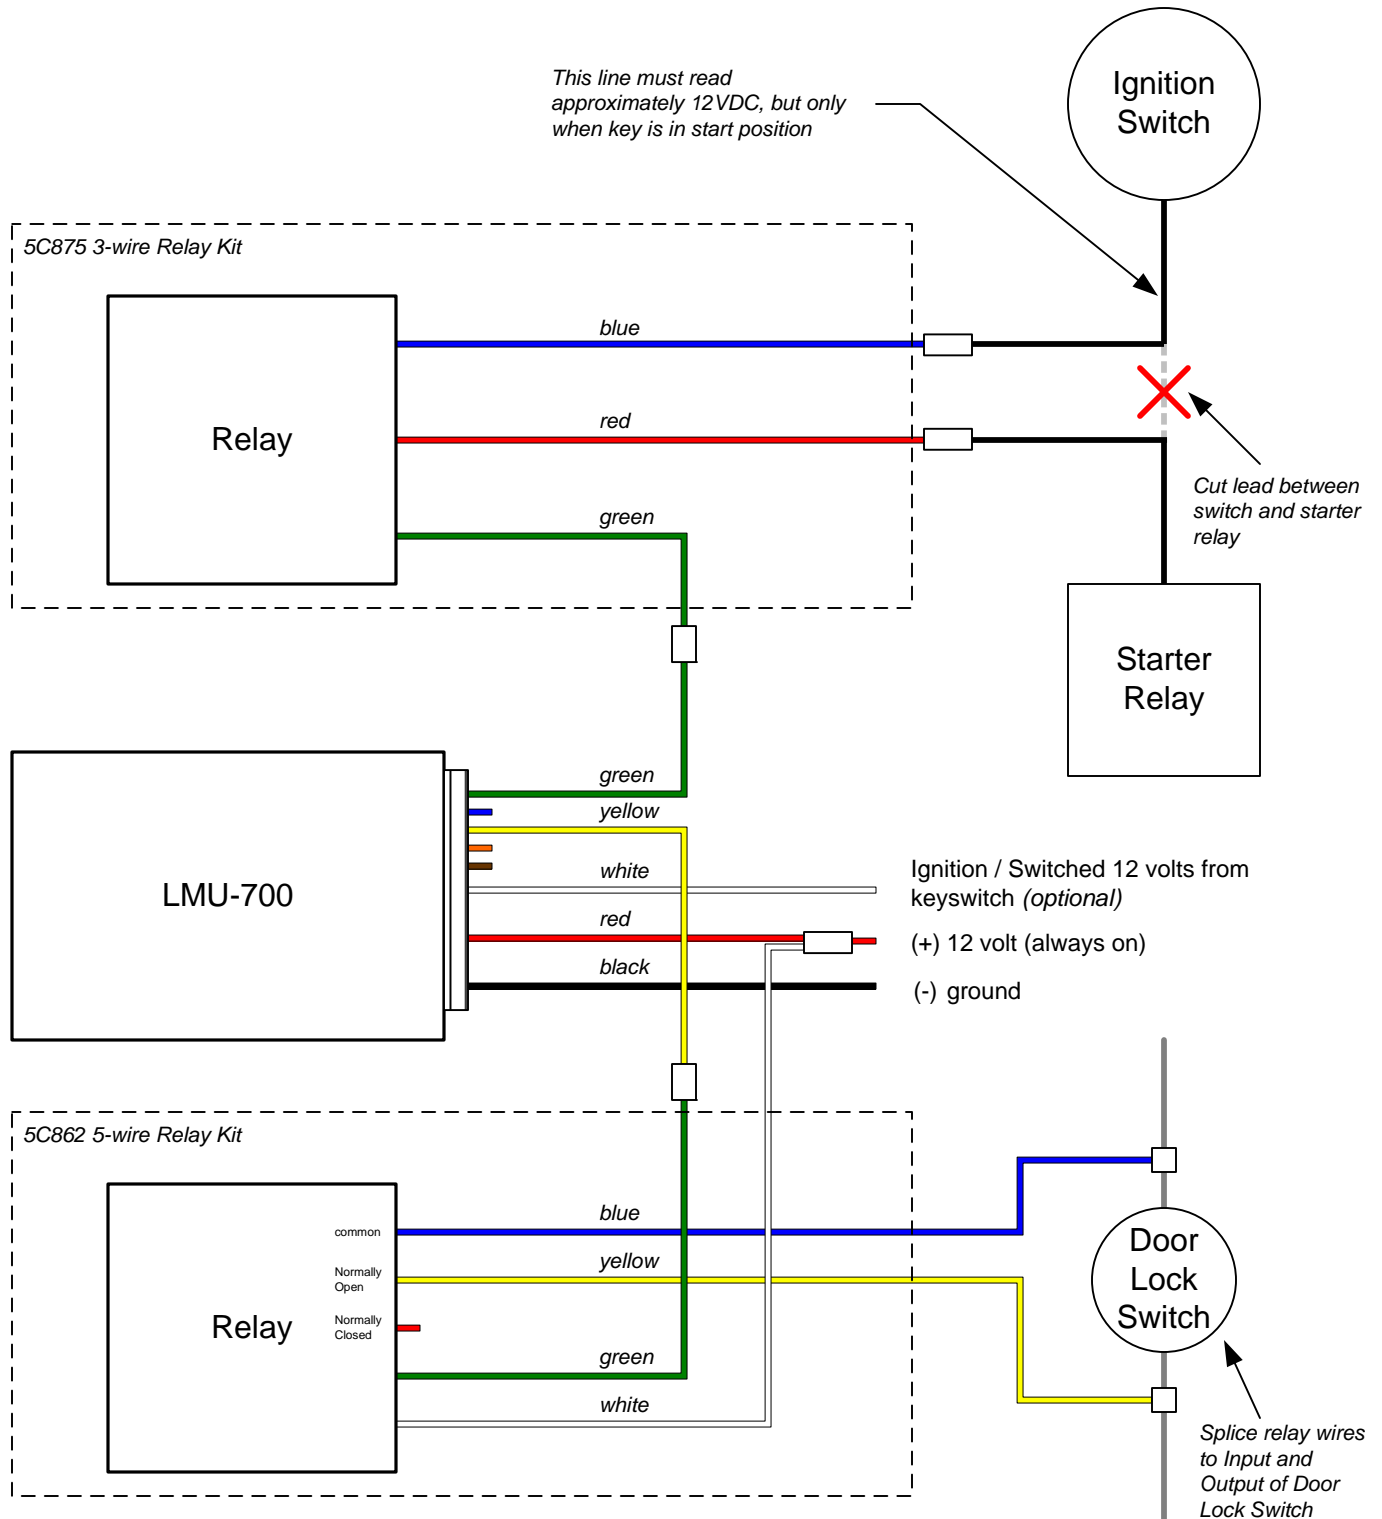 This line must read
approximately 12VDC, but only
when key is in start position
Ignition
Switch
5C875 3-wire Relay Kit
blue
Relay
red
green
Cut lead between
switch and starter
relay
Starter
Relay
LMU-700
green
yellow
white
red
black
Ignition / Switched 12 volts from
keyswitch (optional)
(+) 12 volt (always on)
(-) ground
5C862 5-wire Relay Kit
Relay
common
Normally
Open
Normally
Closed
blue
yellow
green
white
Door
Lock
Switch
Splice relay wires
to Input and
Output of Door
Lock Switch